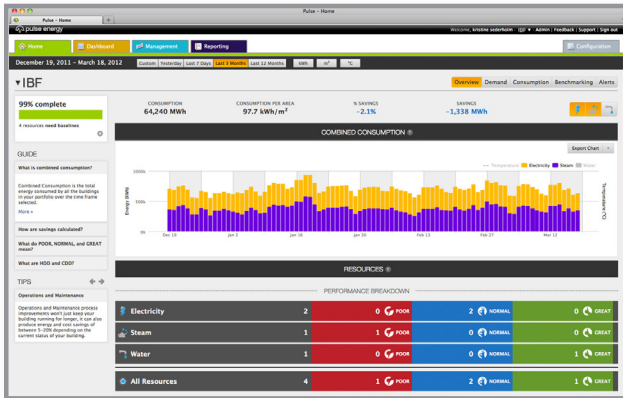 Pulse - Home
Pulse - Home
pulse energy
Welcome, kristine sederholm | IBF ▾ Admin | Feedback | Support | Sign out
Home
Dashboard
Management
Reporting
Configuration
December 19, 2011 - March 18, 2012
Custom Yesterday Last 7 Days Last 3 Months Last 12 Months
kWh
m²
°C
IBF
Overview Demand Consumption Benchmarking Alerts
99% complete
4 resources need baselines
CONSUMPTION
64,240 MWh
CONSUMPTION PER AREA
97.7 kWh/m²
% SAVINGS
-2.1%
SAVINGS
-1,338 MWh
COMBINED CONSUMPTION
Export Chart
Temperature Electricity Steam Water
Energy (kWh)
1000k
500k
0k
Dec 19
Jan 2
Jan 16
Jan 30
Feb 13
Feb 27
Mar 12
Temperature (°C)
GUIDE
What is combined consumption?
Combined Consumption is the total
energy consumed by all the buildings
in your portfolio over the time frame
selected.
More »
How are savings calculated?
What do POOR, NORMAL, and GREAT
mean?
What are HDD and CDD?
TIPS
Operations and Maintenance
Operations and Maintenance process
improvements won't just keep your
building running for longer, it can also
produce energy and cost savings of
between 5-20% depending on the
current status of your building.
RESOURCES
PERFORMANCE BREAKDOWN
Electricity 2 0 POOR 2 NORMAL 0 GREAT
Steam 1 1 POOR 0 NORMAL 0 GREAT
Water 1 0 POOR 0 NORMAL 1 GREAT
All Resources 4 1 POOR 2 NORMAL 1 GREAT